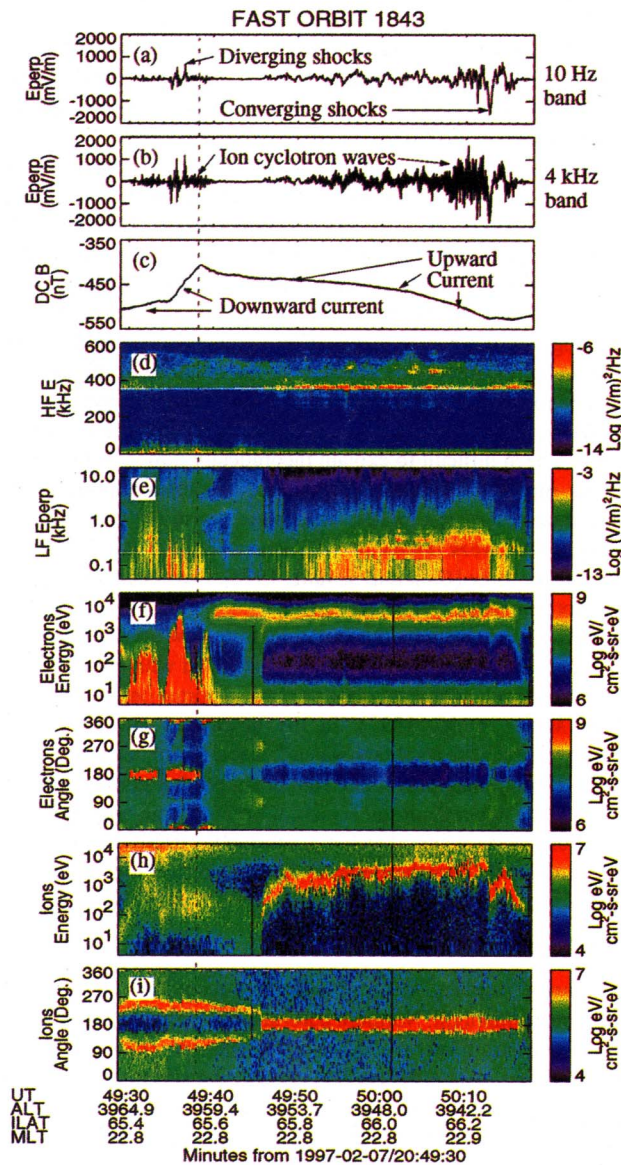 FAST ORBIT 1843
(a)
Diverging shocks
Converging shocks
Eperp
(mV/m)
2000
1000
0
-1000
-2000
10 Hz
band
(b)
Ion cyclotron waves
Eperp
(mV/m)
2000
1000
0
-1000
-2000
4 kHz
band
(c)
Upward
Current
Downward current
DC B
(nT)
-350
-450
-550
(d)
HF E
(kHz)
600
400
200
0
-6
-14
Log (V/m)²/Hz
(e)
LF Eperp
(kHz)
10.0
1.0
0.1
-3
-13
Log (V/m)²/Hz
(f)
Electrons
Energy (eV)
10⁴
10³
10²
10¹
9
6
Log eV/
cm²-s-sr-eV
(g)
Electrons
Angle (Deg.)
360
270
180
90
0
9
6
Log eV/
cm²-s-sr-eV
(h)
Ions
Energy (eV)
10⁴
10³
10²
10¹
7
4
Log eV/
cm²-s-sr-eV
(i)
Ions
Angle (Deg.)
360
270
180
90
0
7
4
Log eV/
cm²-s-sr-eV
UT 49:30 49:40 49:50 50:00 50:10
ALT 3964.9 3959.4 3953.7 3948.0 3942.2
ILAT 65.4 65.6 65.8 66.0 66.2
MLT 22.8 22.8 22.8 22.8 22.9
Minutes from 1997-02-07/20:49:30